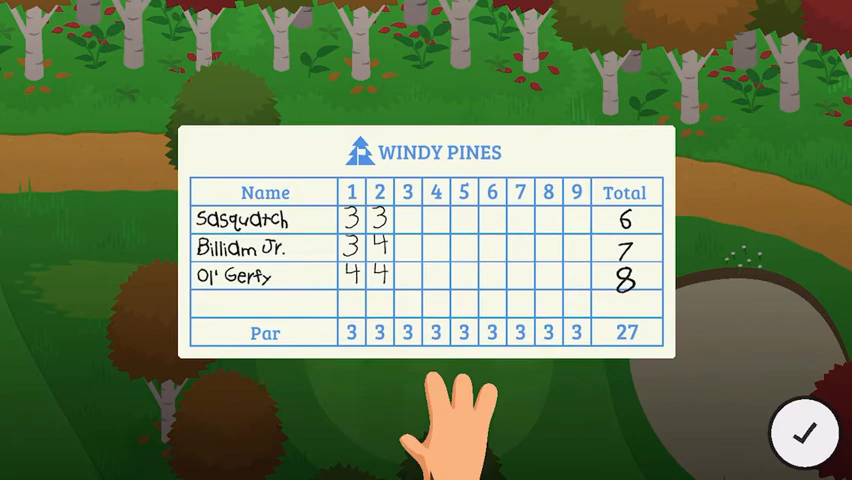 WINDY PINES
Name 1 2 3 4 5 6 7 8 9 Total
Sasquatch 3 3 6
Billiam Jr. 3 4 7
Ol' Gerfy 4 4 8
Par 3 3 3 3 3 3 3 3 3 27